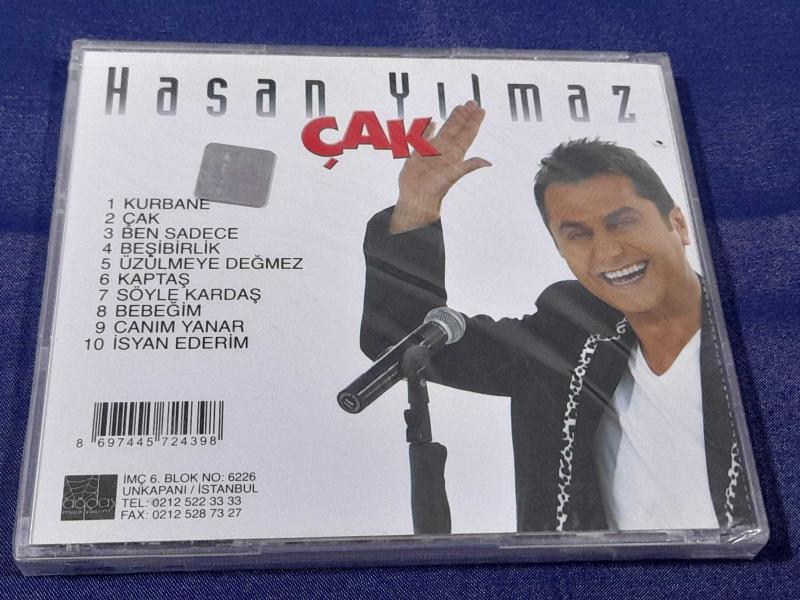 Hasan Yılmaz
ÇAK
1 KURBANE
2 ÇAK
3 BEN SADECE
4 BEŞİBİRLİK
5 ÜZÜLMEYE DEĞMEZ
6 KAPTAŞ
7 SÖYLE KARDAŞ
8 BEBEĞİM
9 CANIM YANAR
10 İSYAN EDERİM
8 697445 724398
İMÇ 6. BLOK NO: 6226
UNKAPANI / İSTANBUL
TEL: 0212 522 33 33
FAX: 0212 528 73 27